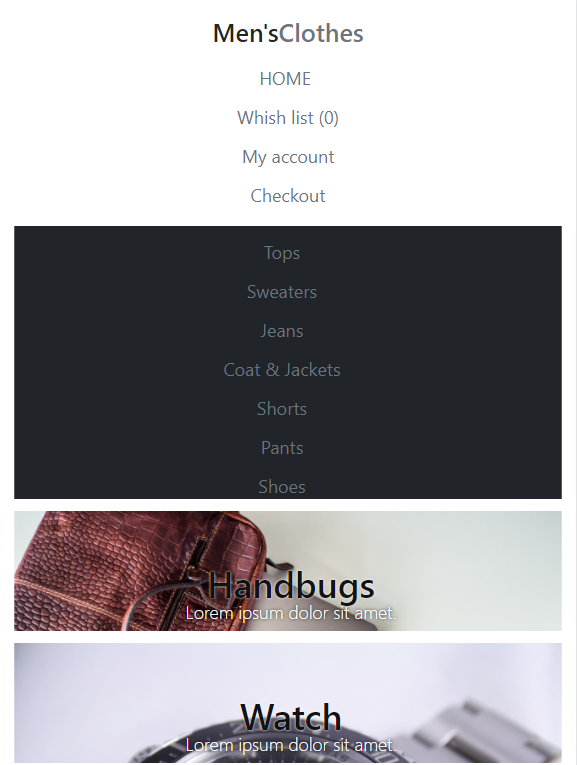 Men'sClothes
HOME
Whish list (0)
My account
Checkout
Tops
Sweaters
Jeans
Coat & Jackets
Shorts
Pants
Shoes
Handbugs
Lorem ipsum dolor sit amet.
Watch
Lorem ipsum dolor sit amet.